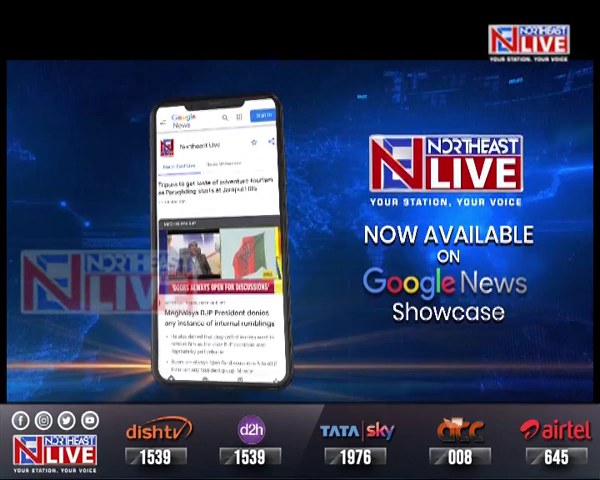 NORTHEAST
LIVE
YOUR STATION, YOUR VOICE
NORTHEAST
LIVE
YOUR STATION, YOUR VOICE
NOW AVAILABLE
ON
Google News
Showcase
Google
News
Sign in
Northeast Live
Tripura to get taste of adventure tourism
as Paragliding starts at
"DOORS ALWAYS OPEN FOR DISCUSSIONS"
Meghalaya BJP President denies
any instance of internal rumblings
NORTHEAST
LIVE
NORTHEAST
LIVE
YOUR STATION, YOUR VOICE
dishtv
1539
d2h
1539
TATA sky
1976
008
airtel
645